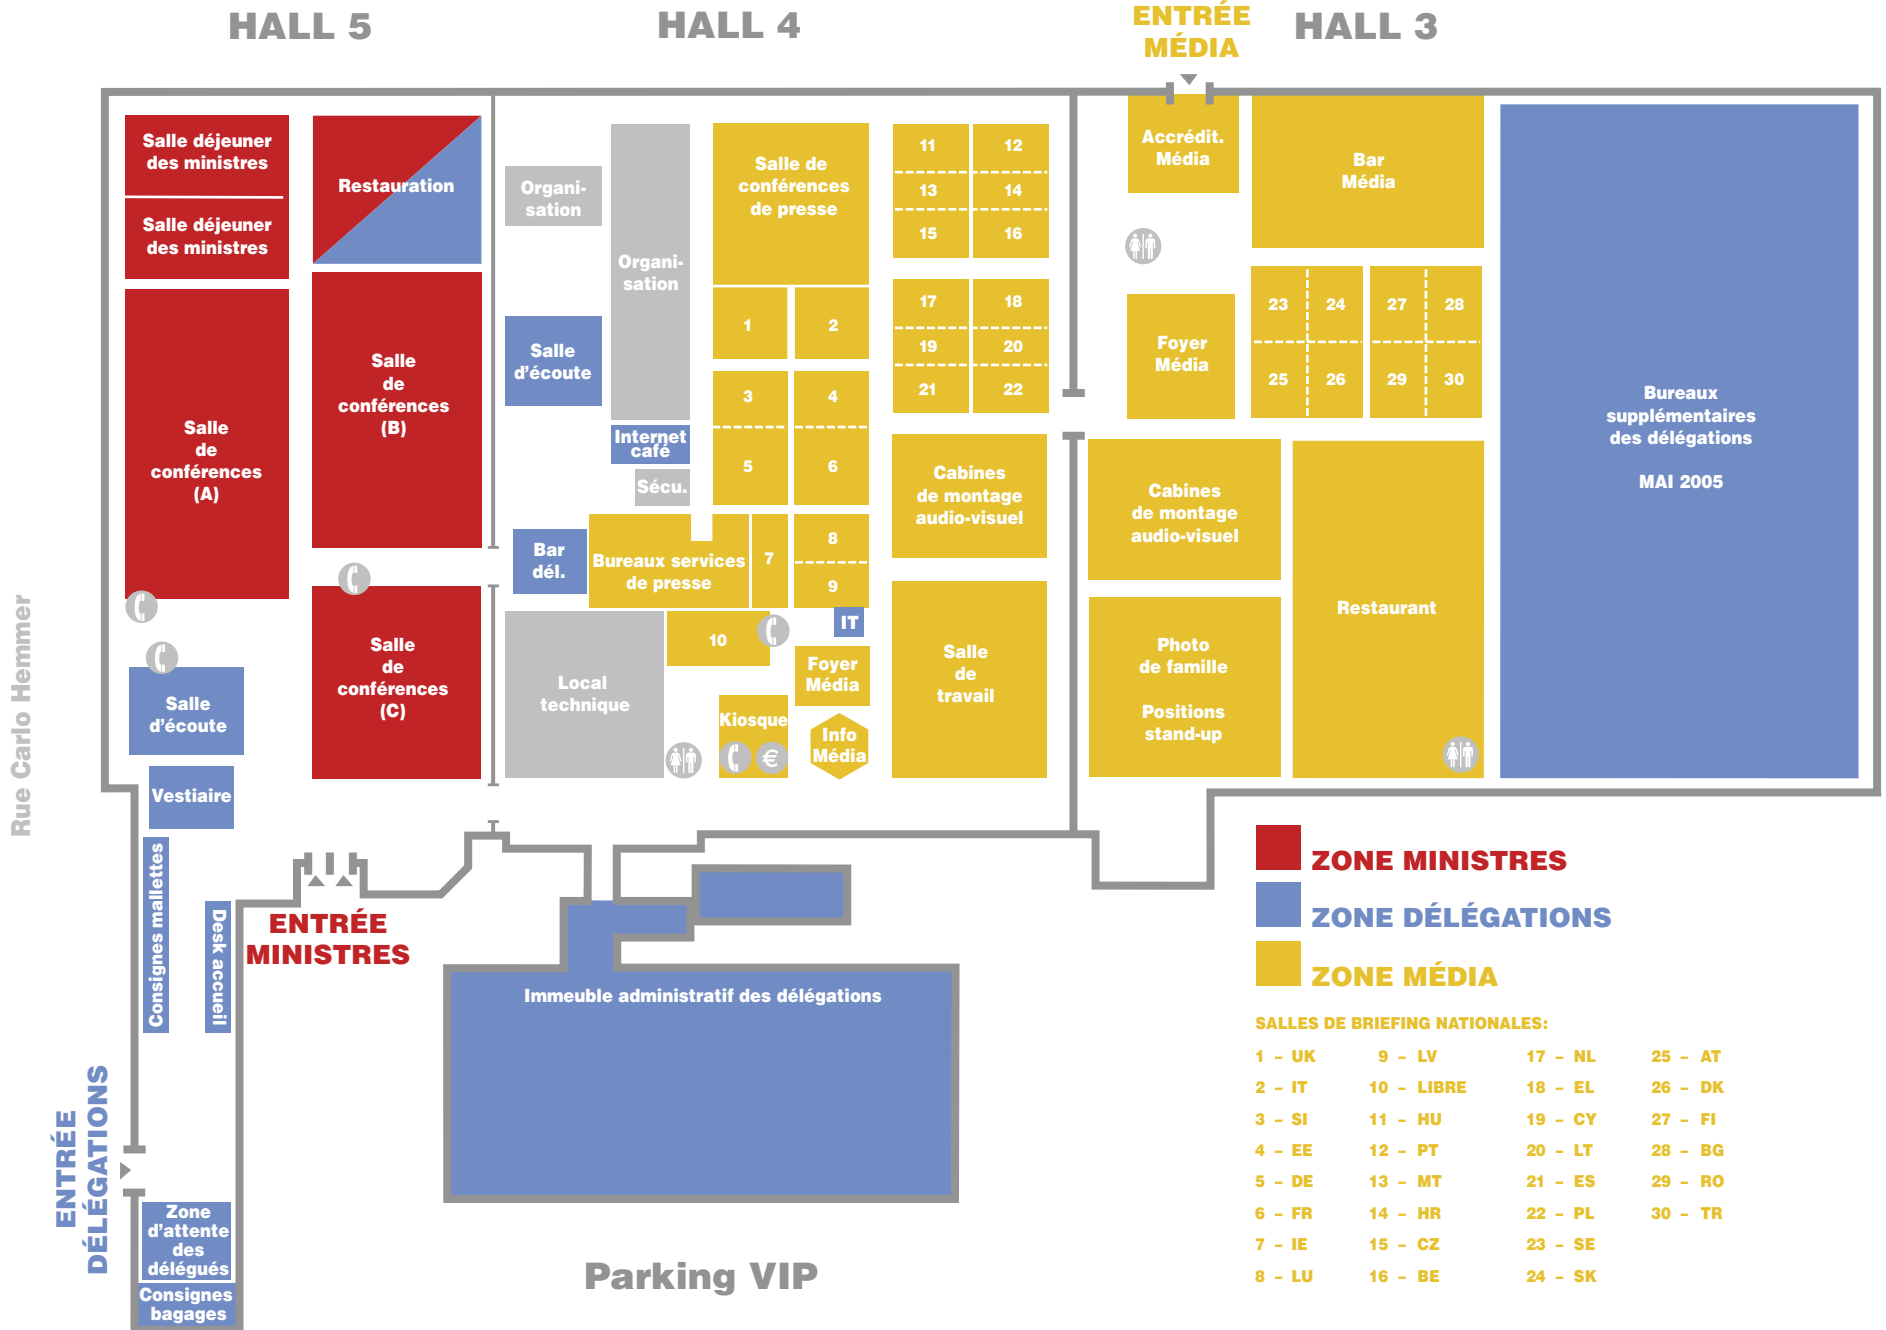 HALL 5
HALL 4
ENTRÉE
MÉDIA
HALL 3
Salle déjeuner
des ministres
Salle déjeuner
des ministres
Restauration
Salle
de
conférences
(A)
Salle
de
conférences
(B)
Salle
de
conférences
(C)
Salle
d'écoute
Vestiaire
Consignes mallettes
Desk accueil
ENTRÉE
MINISTRES
Rue Carlo Hemmer
ENTRÉE
DÉLÉGATIONS
Zone
d'attente
des
délégués
Consignes
bagages
Organi-
sation
Organi-
sation
Salle
d'écoute
Internet
café
Sécu.
Bar
dél.
Bureaux services
de presse
Local
technique
Salle de
conférences
de presse
1
2
3
4
5
6
7
8
9
IT
10
Foyer
Média
Kiosque
€
Info
Média
11
12
13
14
15
16
17
18
19
20
21
22
Cabines
de montage
audio-visuel
Salle
de
travail
Accrédit.
Média
Bar
Média
Foyer
Média
23
24
27
28
25
26
29
30
Cabines
de montage
audio-visuel
Photo
de famille
Positions
stand-up
Restaurant
Bureaux
supplémentaires
des délégations
MAI 2005
Immeuble administratif des délégations
Parking VIP
ZONE MINISTRES
ZONE DÉLÉGATIONS
ZONE MÉDIA
SALLES DE BRIEFING NATIONALES:
1 – UK
2 – IT
3 – SI
4 – EE
5 – DE
6 – FR
7 – IE
8 – LU
9 – LV
10 – LIBRE
11 – HU
12 – PT
13 – MT
14 – HR
15 – CZ
16 – BE
17 – NL
18 – EL
19 – CY
20 – LT
21 – ES
22 – PL
23 – SE
24 – SK
25 – AT
26 – DK
27 – FI
28 – BG
29 – RO
30 – TR